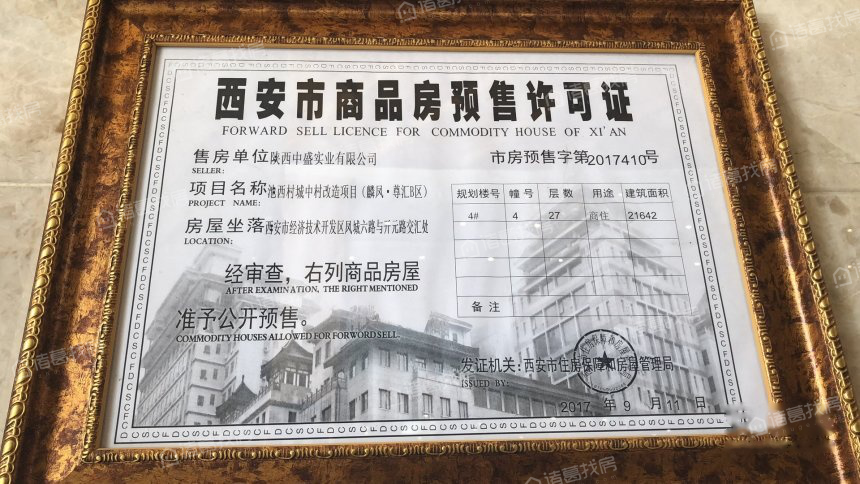 西安市商品房预售许可证
FORWARD SELL LICENCE FOR COMMODITY HOUSE OF XI'AN
市房预售字第2017410号
售房单位陕西中盛实业有限公司
SELLER:
项目名称池西村城中村改造项目（麟凤·尊汇B区）
PROJECT NAME:
房屋坐落西安市经济技术开发区凤城六路与亓元路交汇处
LOCATION:
规划楼号 幢号 层数 用途 建筑面积
4# 4 27 商住 21642
备注
经审查，右列商品房屋
AFTER EXAMINATION, THE RIGHT MENTIONED
准予公开预售。
COMMODITY HOUSES ALLOWED FOR FORWORD SELL.
发证机关：西安市住房保障和房屋管理局
ISSUED BY:
2017 年 9 月 11 日
诸葛找房